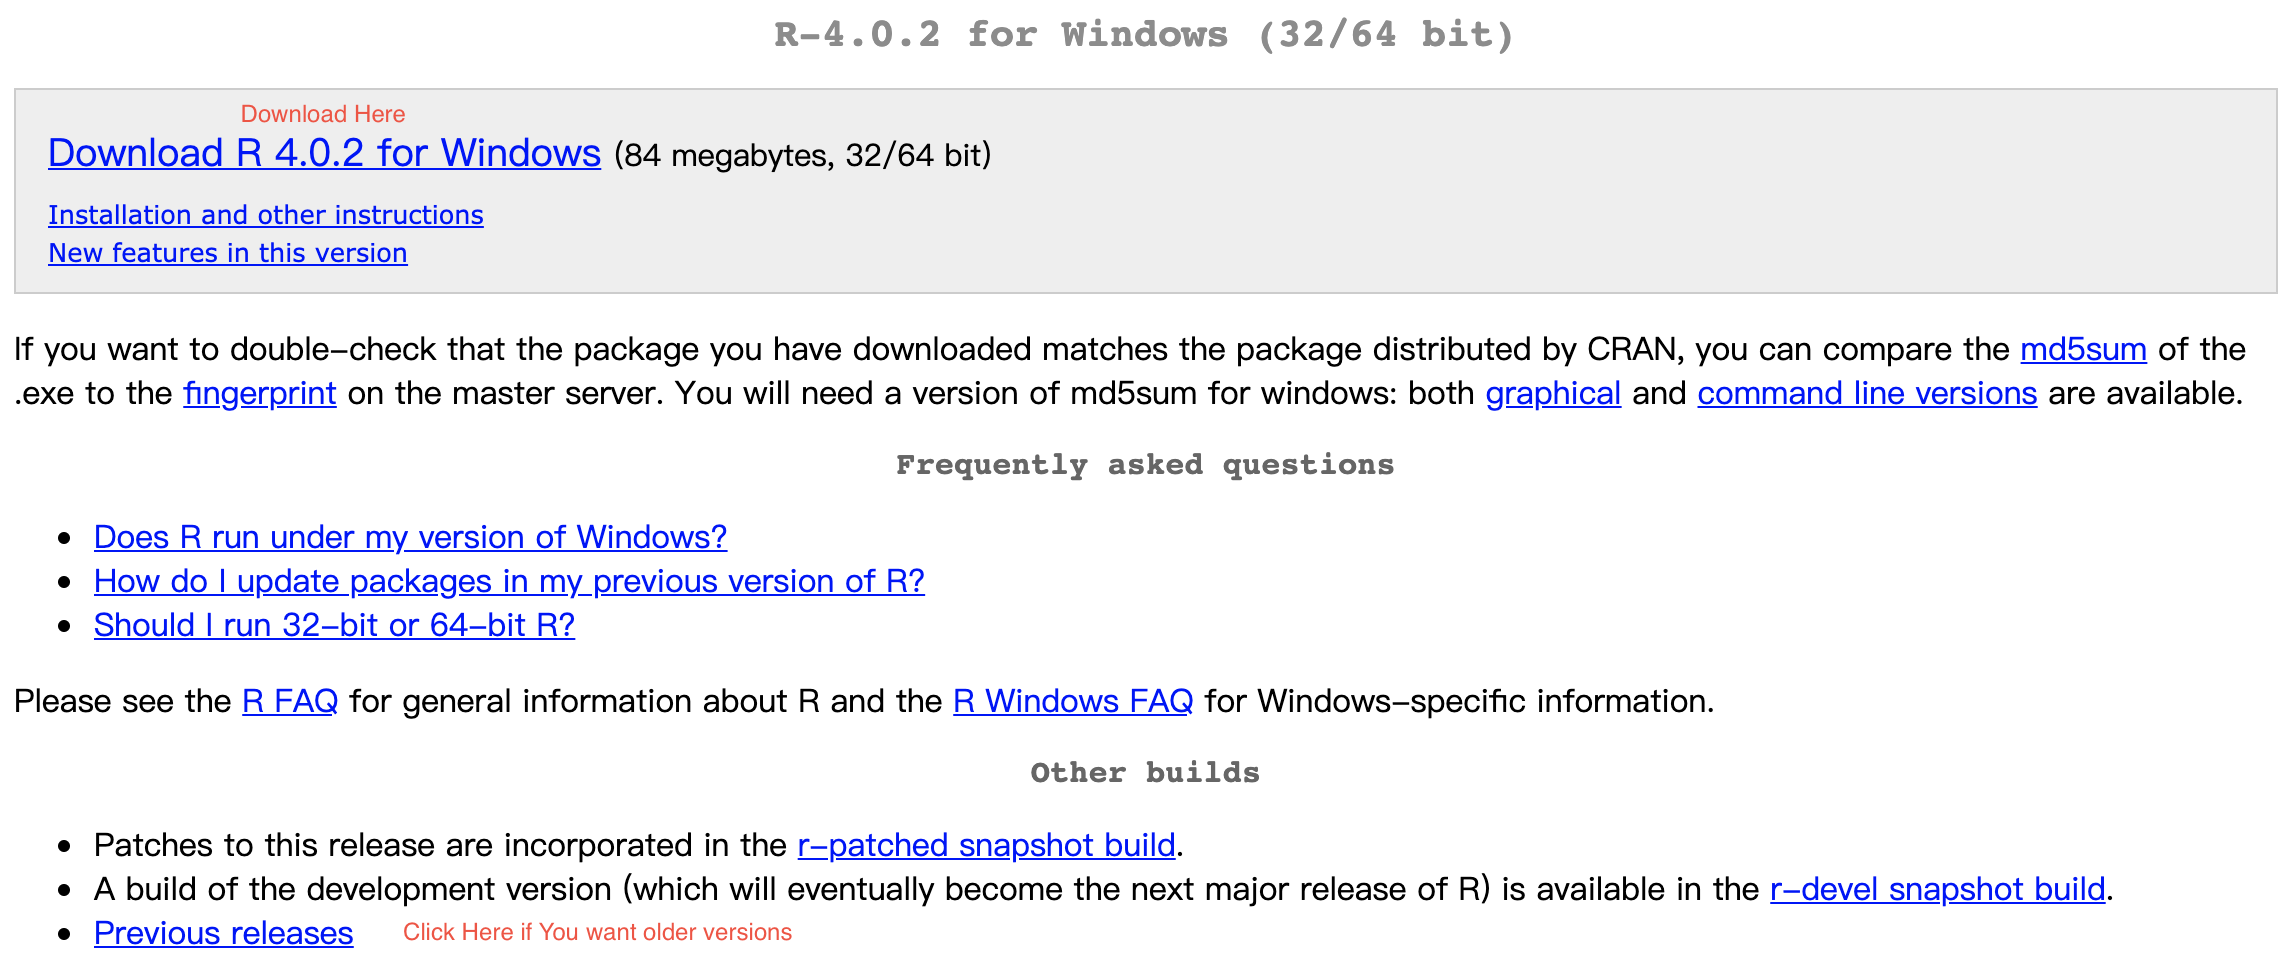 R-4.0.2 for Windows (32/64 bit)
Download Here
Download R 4.0.2 for Windows (84 megabytes, 32/64 bit)
Installation and other instructions
New features in this version
If you want to double-check that the package you have downloaded matches the package distributed by CRAN, you can compare the md5sum of the
.exe to the fingerprint on the master server. You will need a version of md5sum for windows: both graphical and command line versions are available.
Frequently asked questions
• Does R run under my version of Windows?
• How do I update packages in my previous version of R?
• Should I run 32-bit or 64-bit R?
Please see the R FAQ for general information about R and the R Windows FAQ for Windows-specific information.
Other builds
• Patches to this release are incorporated in the r-patched snapshot build.
• A build of the development version (which will eventually become the next major release of R) is available in the r-devel snapshot build.
• Previous releases Click Here if You want older versions